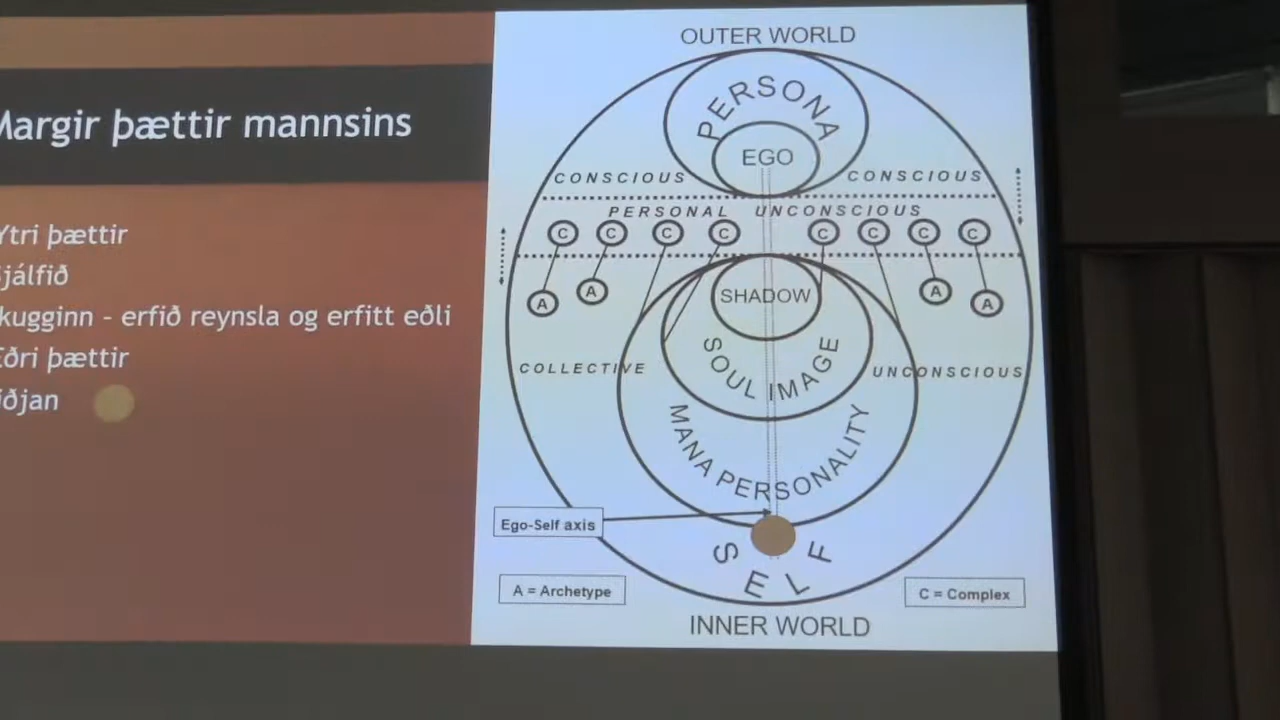 Margir þættir mannsins
Ytri þættir
jálfið
kugginn – erfið reynsla og erfitt eðli
Eðri þættir
iðjan
OUTER WORLD
PERSONA
EGO
CONSCIOUS CONSCIOUS
PERSONAL UNCONSCIOUS
C C C C C C C C
A A A A
SHADOW
SOUL IMAGE
COLLECTIVE UNCONSCIOUS
MANA PERSONALITY
Ego-Self axis
SELF
A = Archetype
C = Complex
INNER WORLD